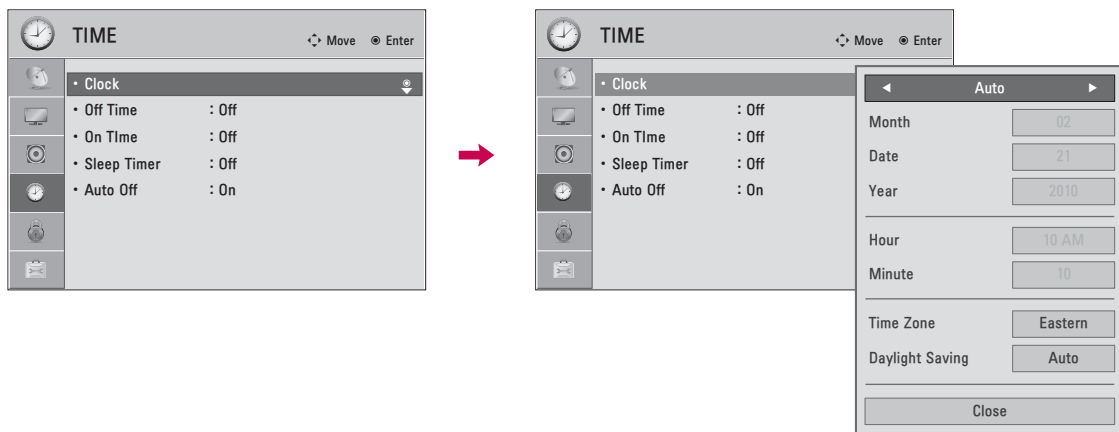 TIME
Move Enter
• Clock
• Off Time : Off
• On TIme : Off
• Sleep Timer : Off
• Auto Off : On
TIME
Move Enter
• Clock
• Off Time : Off
• On TIme : Off
• Sleep Timer : Off
• Auto Off : On
◀ Auto ▶
Month 02
Date 21
Year 2010
Hour 10 AM
Minute 10
Time Zone Eastern
Daylight Saving Auto
Close